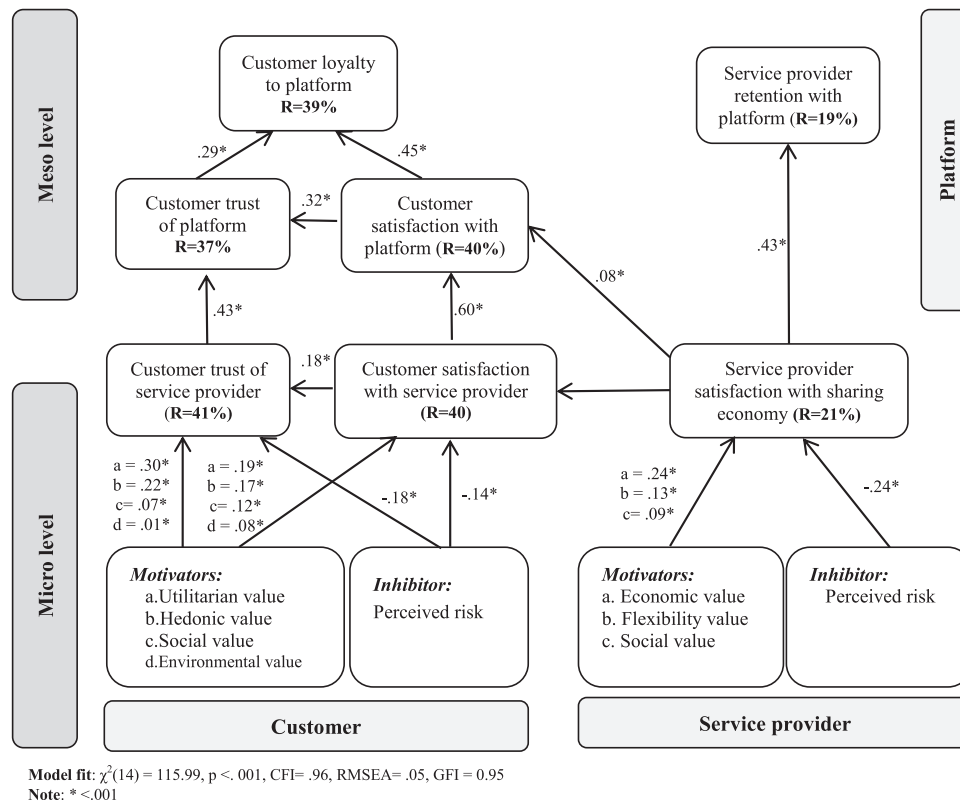 Meso level
Platform
Customer loyalty
to platform
R=39%
Service provider
retention with
platform (R=19%)
.29*
.45*
Customer trust
of platform
R=37%
.32*
Customer
satisfaction with
platform (R=40%)
.43*
.08*
.43*
.60*
Micro level
Customer trust of
service provider
(R=41%)
.18*
Customer satisfaction
with service provider
(R=40)
Service provider
satisfaction with sharing
economy (R=21%)
a = .30*
b = .22*
c= .07*
d = .01*
a = .19*
b = .17*
c= .12*
d = .08*
-.18*
-.14*
a = .24*
b = .13*
c= .09*
-.24*
Motivators:
a.Utilitarian value
b.Hedonic value
c.Social value
d.Environmental value
Inhibitor:
Perceived risk
Motivators:
a. Economic value
b. Flexibility value
c. Social value
Inhibitor:
Perceived risk
Customer
Service provider
Model fit: χ²(14) = 115.99, p <. 001, CFI= .96, RMSEA= .05, GFI = 0.95
Note: * <.001